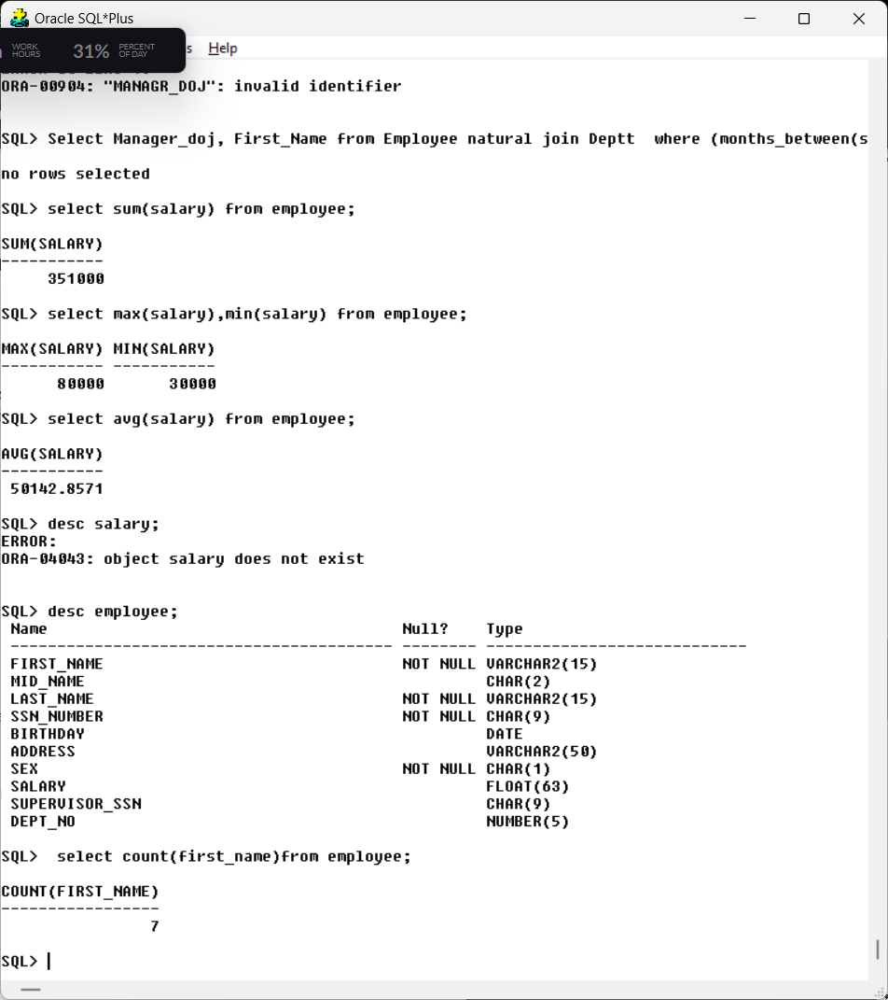 Oracle SQL*Plus
WORK HOURS 31% PERCENT OF DAY
s Help
ORA-00904: "MANAGR_DOJ": invalid identifier
SQL> Select Manager_doj, First_Name from Employee natural join Deptt  where (months_between(s
no rows selected
SQL> select sum(salary) from employee;
SUM(SALARY)
-----------
351000
SQL> select max(salary),min(salary) from employee;
MAX(SALARY) MIN(SALARY)
----------- -----------
80000       30000
SQL> select avg(salary) from employee;
AVG(SALARY)
-----------
50142.8571
SQL> desc salary;
ERROR:
ORA-04043: object salary does not exist
SQL> desc employee;
Name                                      Null?    Type
----------------------------------------- -------- ----------------------------
FIRST_NAME                                NOT NULL VARCHAR2(15)
MID_NAME                                           CHAR(2)
LAST_NAME                                 NOT NULL VARCHAR2(15)
SSN_NUMBER                                NOT NULL CHAR(9)
BIRTHDAY                                           DATE
ADDRESS                                            VARCHAR2(50)
SEX                                       NOT NULL CHAR(1)
SALARY                                             FLOAT(63)
SUPERVISOR_SSN                                     CHAR(9)
DEPT_NO                                            NUMBER(5)
SQL>  select count(first_name)from employee;
COUNT(FIRST_NAME)
-----------------
7
SQL>